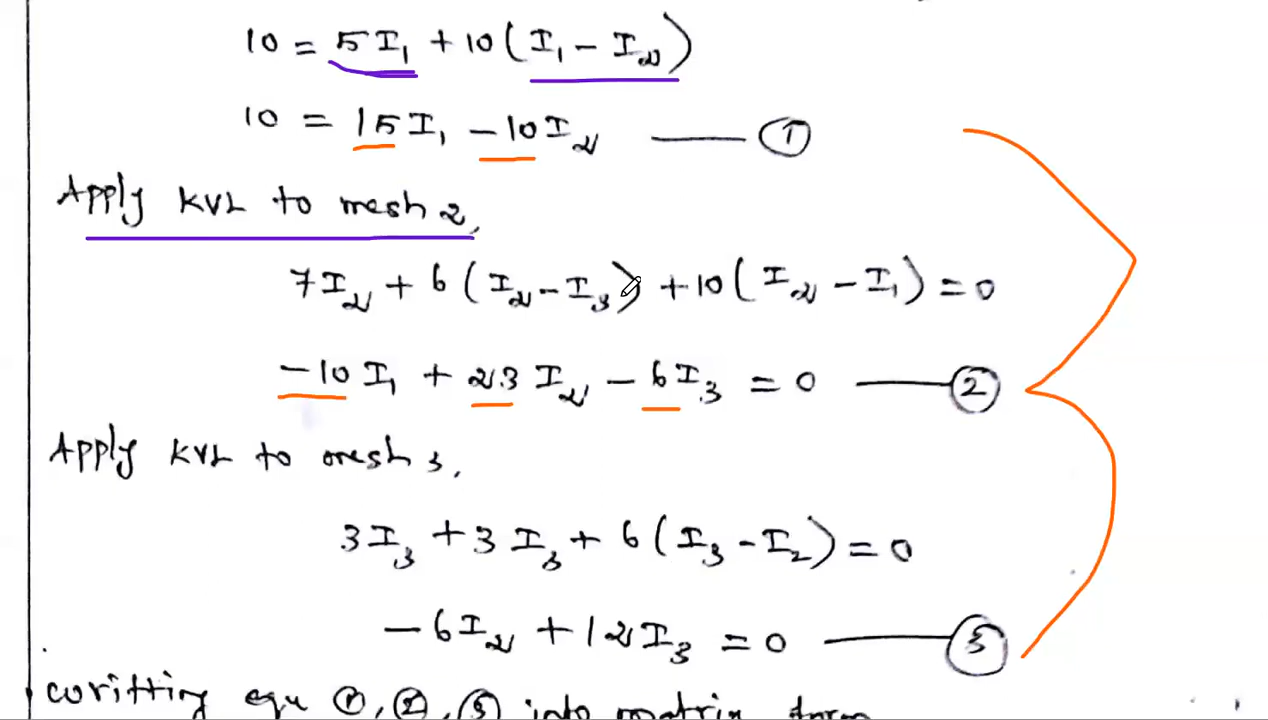 10 = 5I₁ + 10(I₁ - I₂)
10 = 15I₁ - 10I₂ —— ①
Apply KVL to mesh 2,
7I₂ + 6(I₂ - I₃) + 10(I₂ - I₁) = 0
-10I₁ + 23I₂ - 6I₃ = 0 —— ②
Apply KVL to mesh 3,
3I₃ + 3I₃ + 6(I₃ - I₂) = 0
-6I₂ + 12I₃ = 0 —— ③
writting equ ①, ②, ③ into matrix form